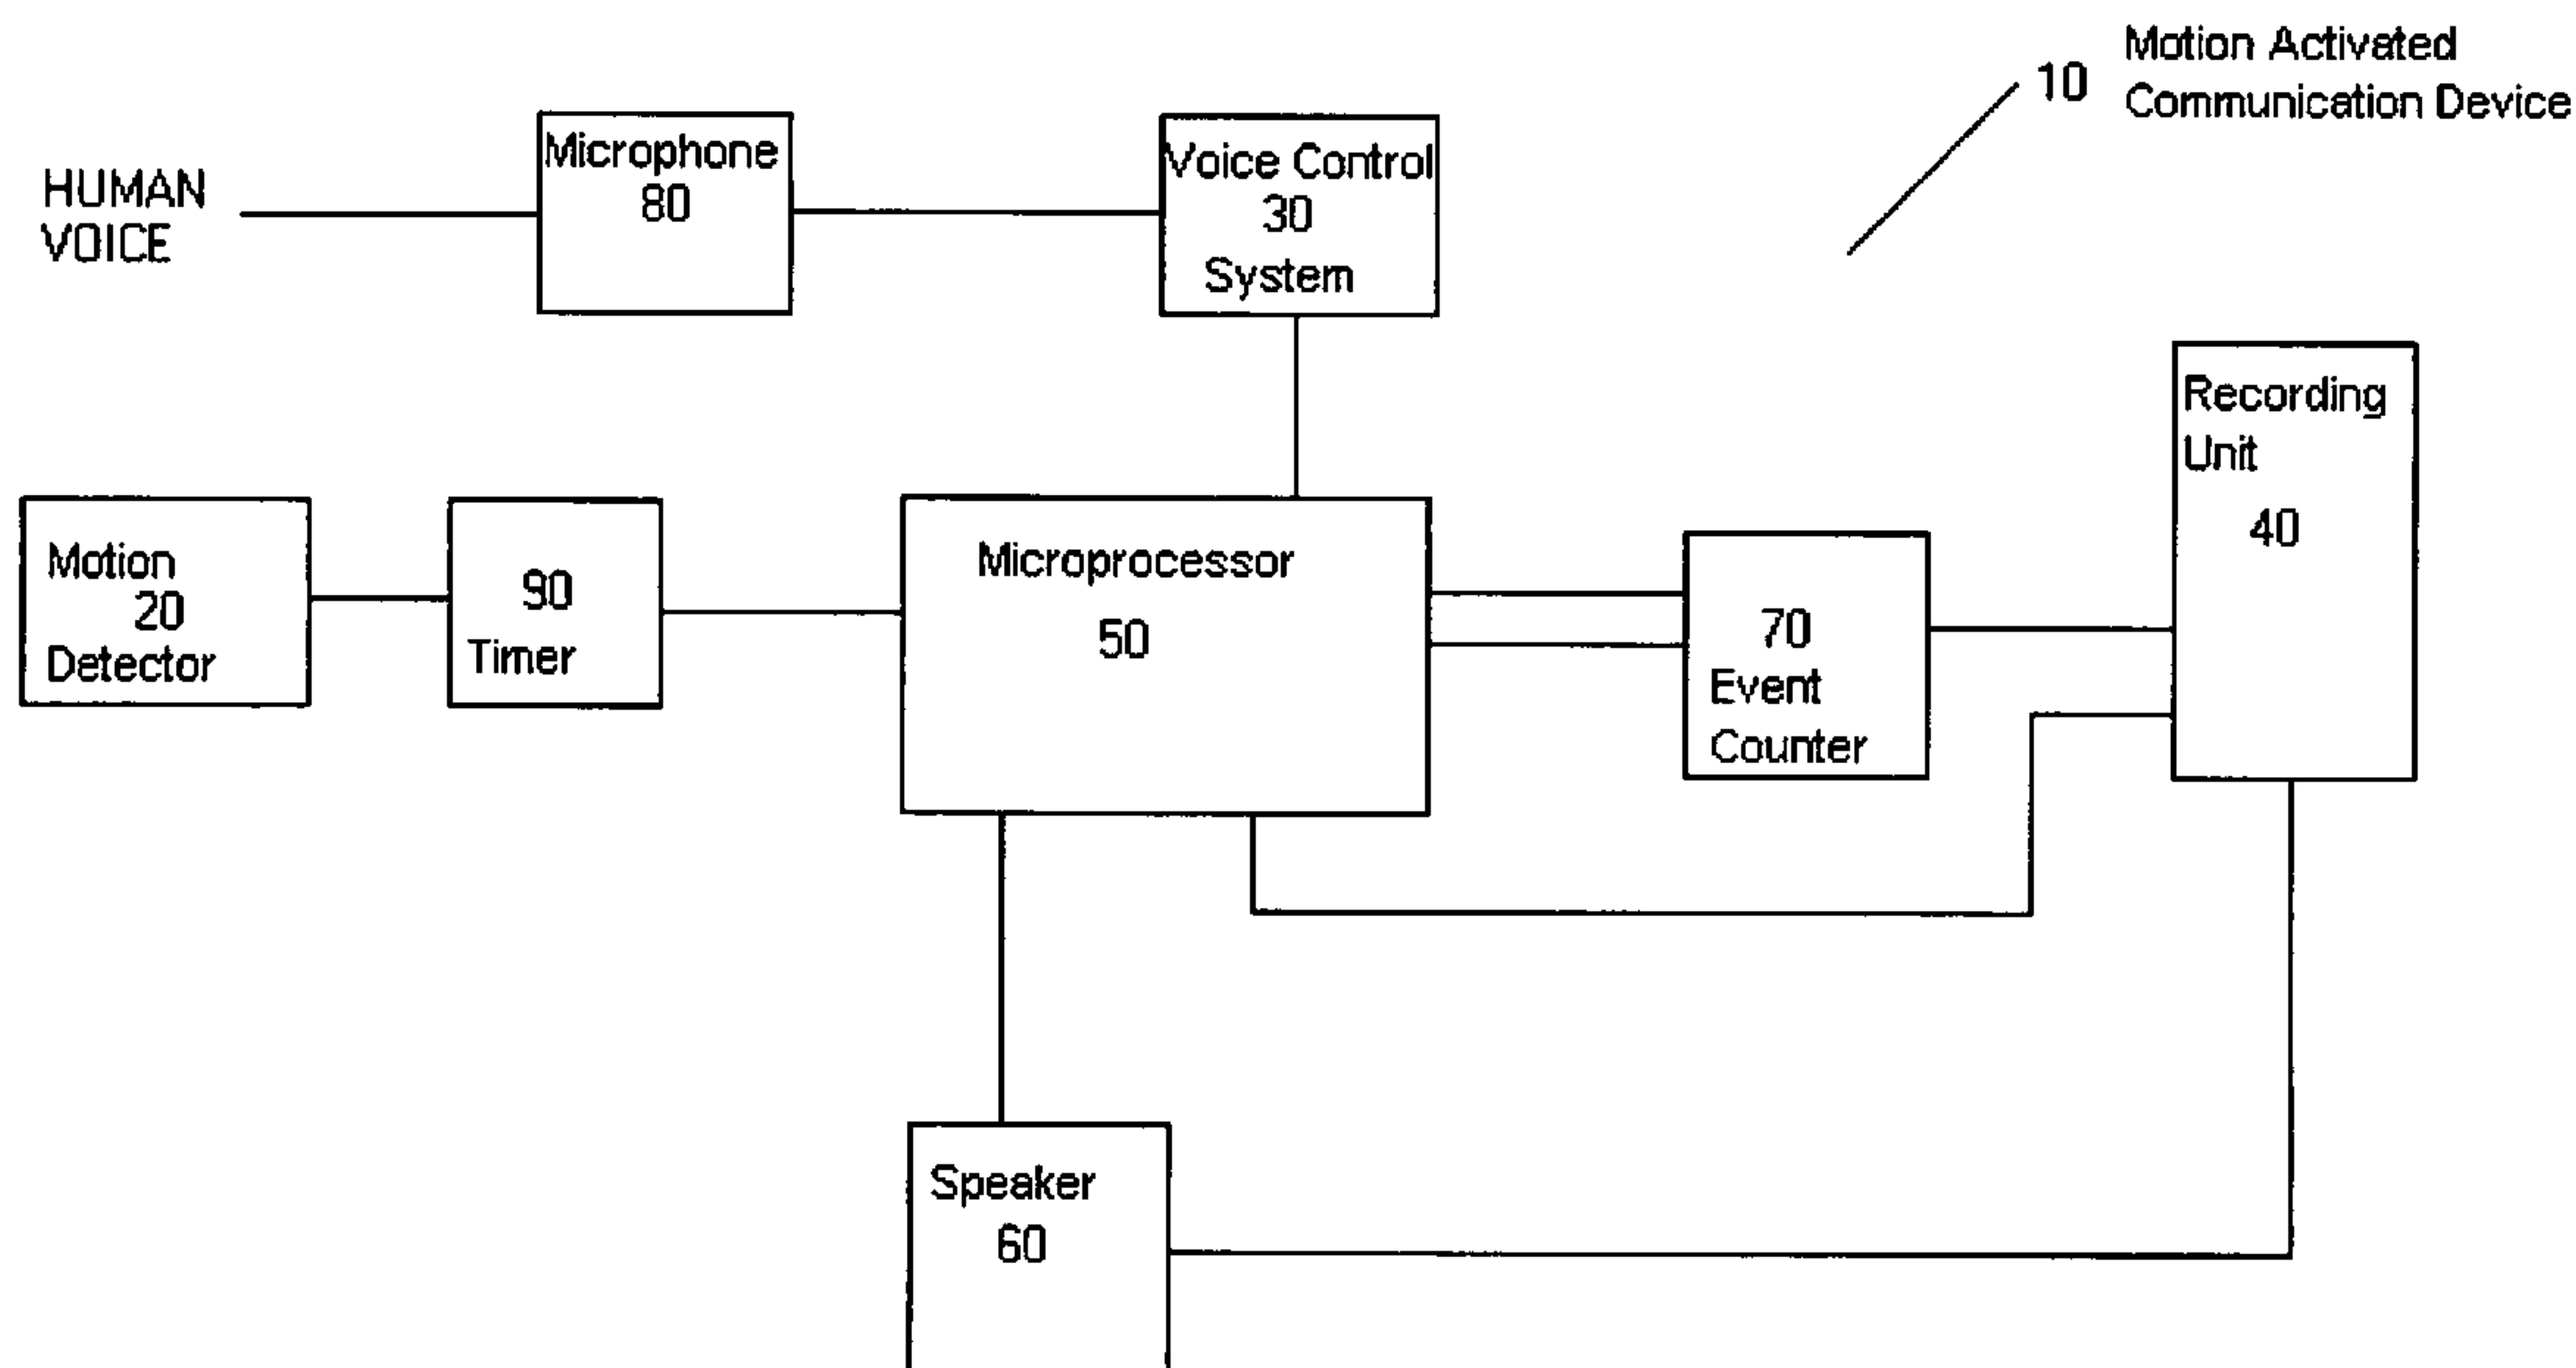 Motion Activated
10
Communication Device
Microphone
80
HUMAN
VOICE
Voice Control
30
System
Recording
Unit
40
Motion
20
Detector
90
Timer
Microprocessor
50
70
Event
Counter
Speaker
60